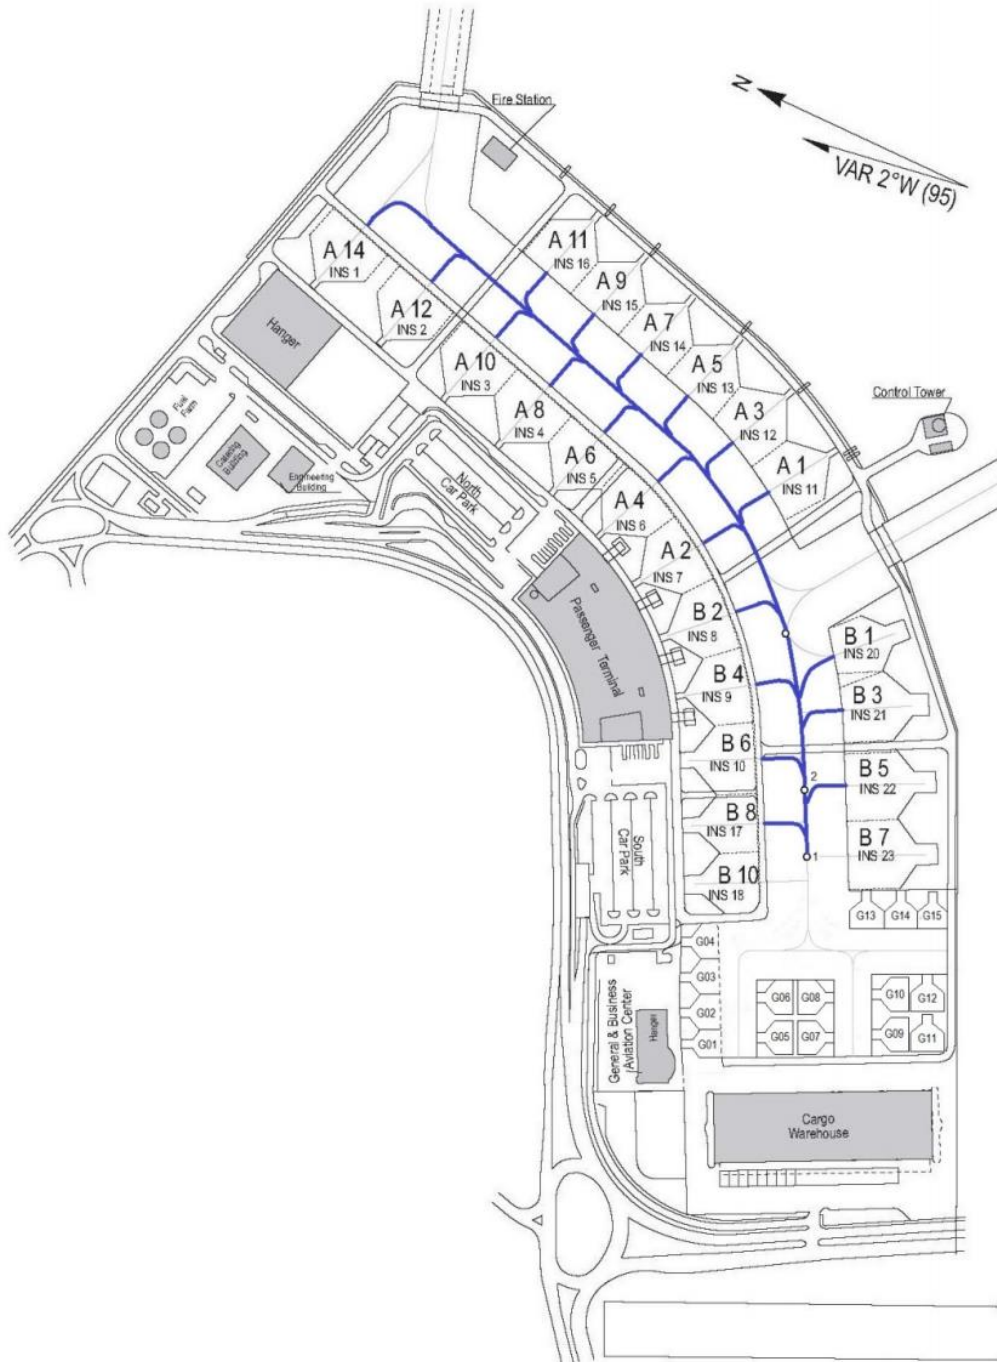 Fire Station
N
VAR 2°W (95)
A 14
INS 1
A 12
INS 2
A 10
INS 3
A 8
INS 4
A 6
INS 5
A 4
INS 6
A 2
INS 7
B 2
INS 8
B 4
INS 9
B 6
INS 10
B 8
INS 17
B 10
INS 18
A 11
INS 16
A 9
INS 15
A 7
INS 14
A 5
INS 13
A 3
INS 12
A 1
INS 11
B 1
INS 20
B 3
INS 21
B 5
INS 22
B 7
INS 23
2
1
Control Tower
Hanger
Fuel
Farm
Catering
Building
Engineering
Building
North
Car Park
Passenger Terminal
South
Car Park
G13
G14
G15
G04
G03
G02
G01
G06
G08
G05
G07
G10
G12
G09
G11
General & Business
/Aviation Center
Hanger
Cargo
Warehouse